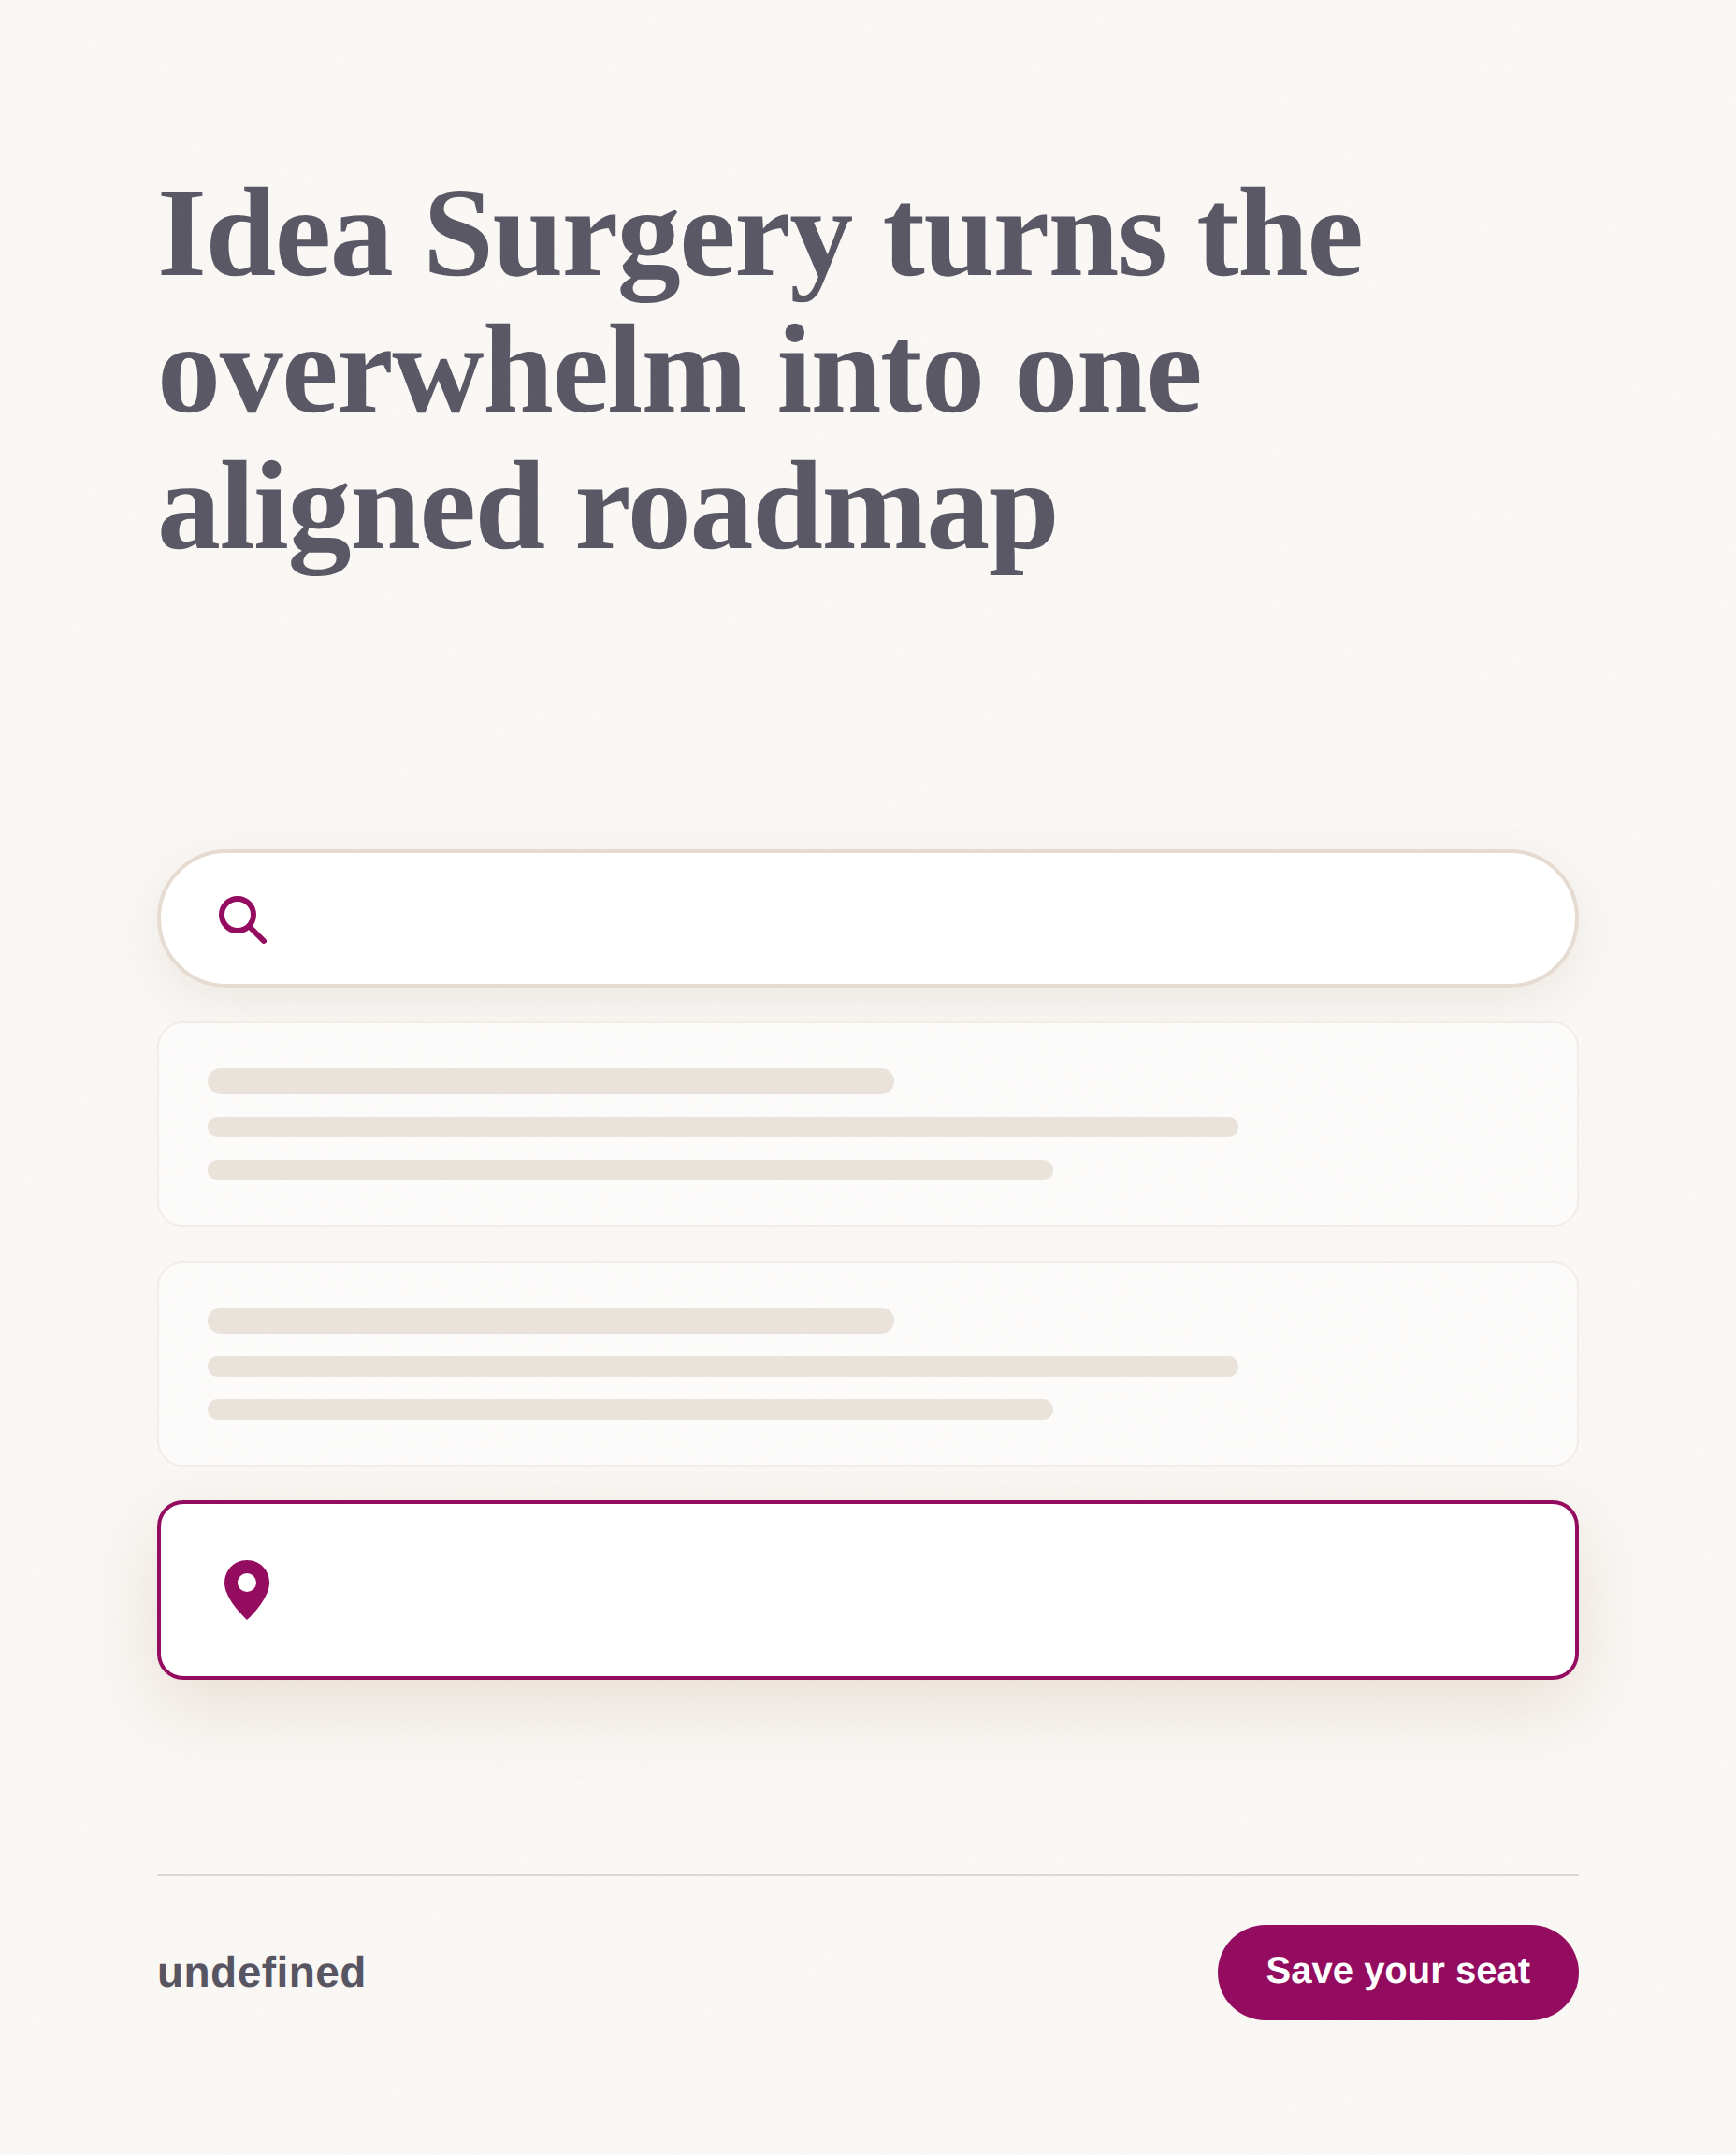 Idea Surgery turns the
overwhelm into one
aligned roadmap
undefined
Save your seat